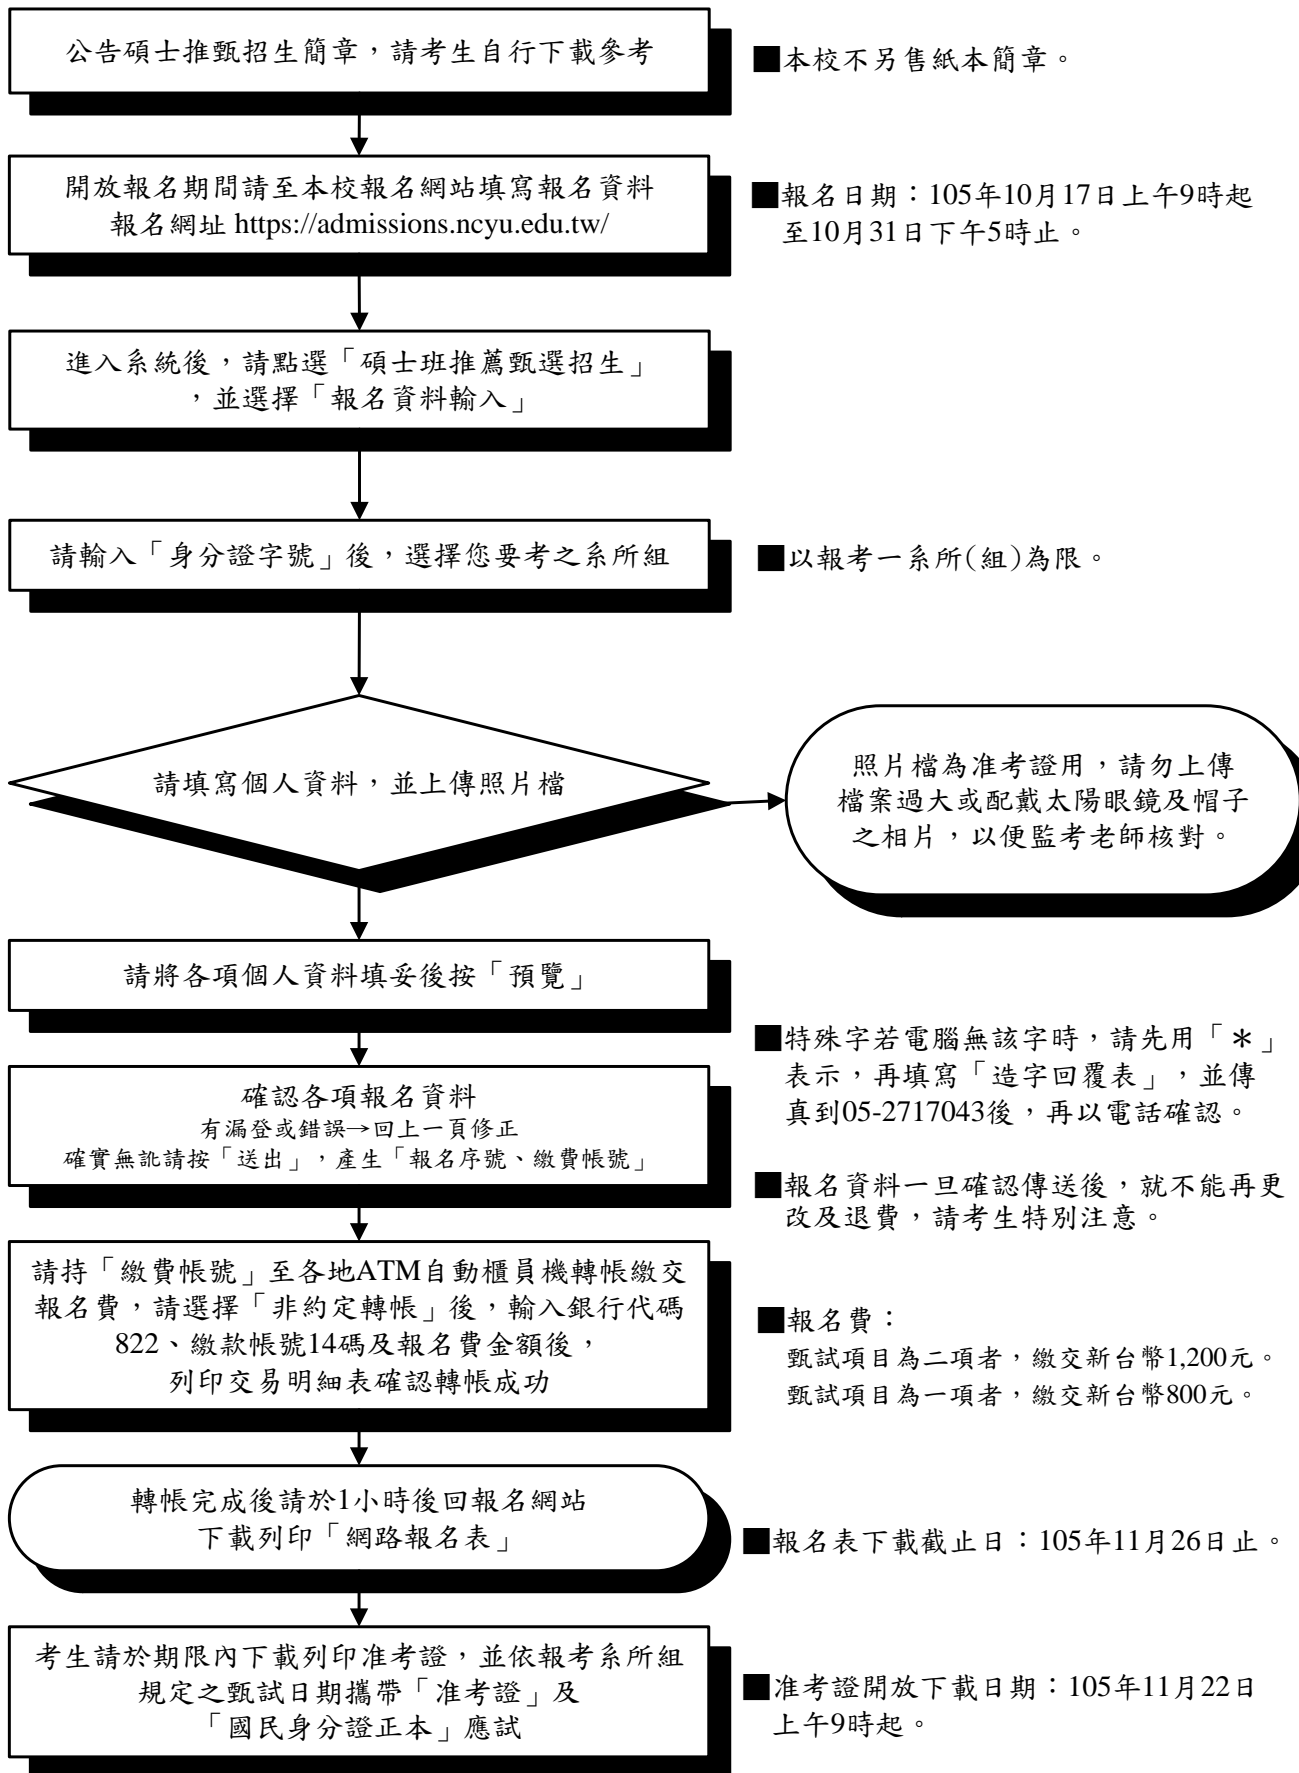 公告碩士推甄招生簡章，請考生自行下載參考
■本校不另售紙本簡章。
開放報名期間請至本校報名網站填寫報名資料
報名網址 https://admissions.ncyu.edu.tw/
■報名日期：105年10月17日上午9時起
至10月31日下午5時止。
進入系統後，請點選「碩士班推薦甄選招生」
，並選擇「報名資料輸入」
請輸入「身分證字號」後，選擇您要考之系所組
■以報考一系所(組)為限。
請填寫個人資料，並上傳照片檔
照片檔為准考證用，請勿上傳
檔案過大或配戴太陽眼鏡及帽子
之相片，以便監考老師核對。
請將各項個人資料填妥後按「預覽」
■特殊字若電腦無該字時，請先用「＊」
表示，再填寫「造字回覆表」，並傳
真到05-2717043後，再以電話確認。
確認各項報名資料
有漏登或錯誤→回上一頁修正
確實無訛請按「送出」，產生「報名序號、繳費帳號」
■報名資料一旦確認傳送後，就不能再更
改及退費，請考生特別注意。
請持「繳費帳號」至各地ATM自動櫃員機轉帳繳交
報名費，請選擇「非約定轉帳」後，輸入銀行代碼
822、繳款帳號14碼及報名費金額後，
列印交易明細表確認轉帳成功
■報名費：
甄試項目為二項者，繳交新台幣1,200元。
甄試項目為一項者，繳交新台幣800元。
轉帳完成後請於1小時後回報名網站
下載列印「網路報名表」
■報名表下載截止日：105年11月26日止。
考生請於期限內下載列印准考證，並依報考系所組
規定之甄試日期攜帶「准考證」及
「國民身分證正本」應試
■准考證開放下載日期：105年11月22日
上午9時起。